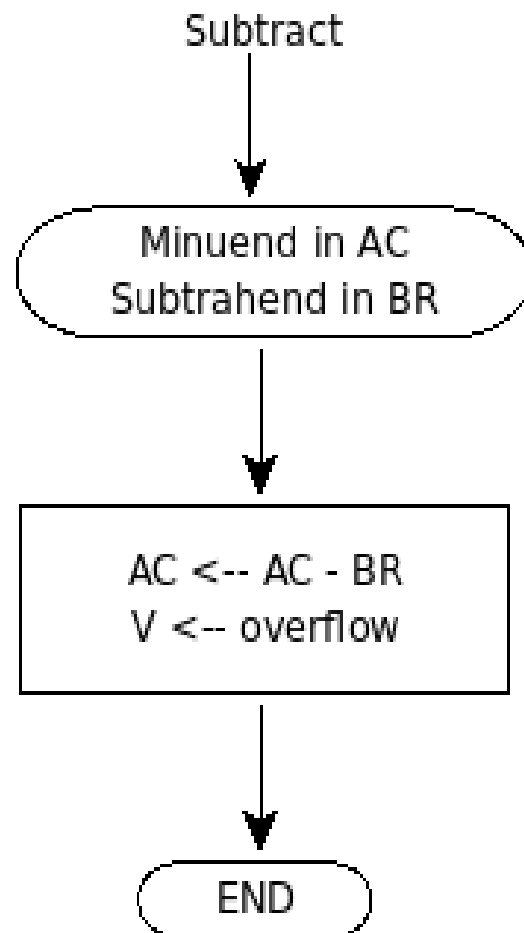 Subtract
Minuend in AC
Subtrahend in BR
AC <-- AC - BR
V <-- overflow
END